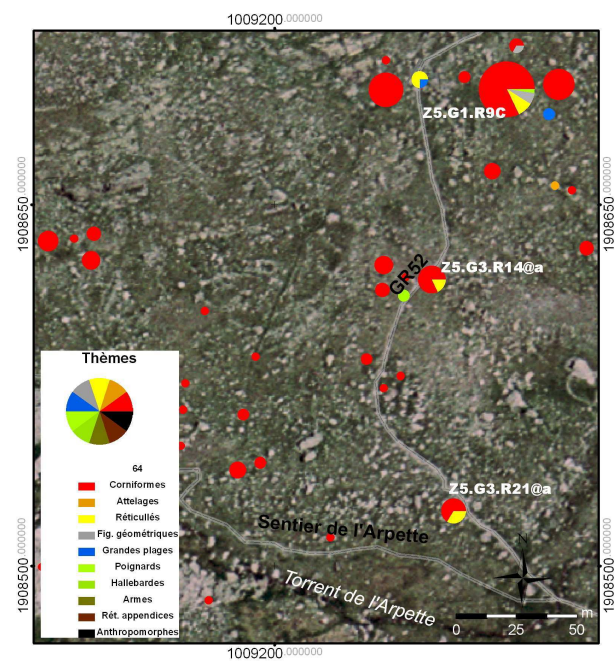 1009200.000000
Z5.G1.R9C
1908650.000000
1908650.000000
GR52
Z5.G3.R14@a
Thèmes
64
Corniformes
Attelages
Réticullés
Fig. géométriques
Grandes plages
Poignards
Hallebardes
Armes
Rét. appendices
Anthropomorphes
Z5.G3.R21@a
Sentier de l'Arpette
N
1908500.000000
1908500.000000
Torrent de l'Arpette
m
0 25 50
1009200.000000